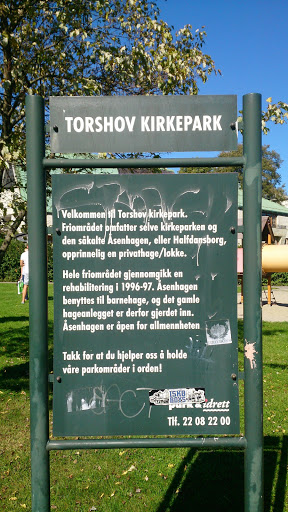 TORSHOV KIRKEPARK
Velkommen til Torshov kirkepark.
Friområdet omfatter selve kirkeparken og
den såkalte Åsenhagen, eller Halfdansborg,
opprinnelig en privathage/løkke.
Hele friområdet gjennomgikk en
rehabilitering i 1996-97. Åsenhagen
benyttes til barnehage, og det gamle
hageanlegget er derfor gjerdet inn.
Åsenhagen er åpen for allmennheten
Takk for at du hjelper oss å holde
våre parkområder i orden!
park & idrett
Tlf. 22 08 22 00